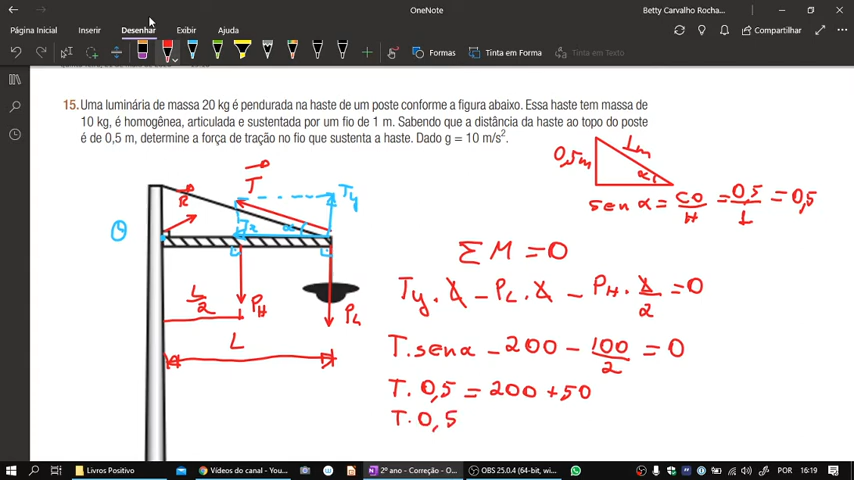 OneNote
Betty Carvalho Rocha...
Página Inicial
Inserir
Desenhar
Exibir
Ajuda
Compartilhar
Formas
Tinta em Forma
Tinta em Texto
15. Uma luminária de massa 20 kg é pendurada na haste de um poste conforme a figura abaixo. Essa haste tem massa de
10 kg, é homogênea, articulada e sustentada por um fio de 1 m. Sabendo que a distância da haste ao topo do poste
é de 0,5 m, determine a força de tração no fio que sustenta a haste. Dado g = 10 m/s².
0,5m
1m
α
sen α = CO/H = 0,5/1 = 0,5
T
Ty
R
Tx
α
θ
ΣM = 0
Ty . L - PL . L - PH . L/2 = 0
L/2
PH
PL
L
T. sen α - 200 - 100/2 = 0
T. 0,5 = 200 + 50
T. 0,5
Livros Positivo
Vídeos do canal - ...
2º ano - Correção - O...
OBS 25.0.4 (64-bit, win...
POR
16:19